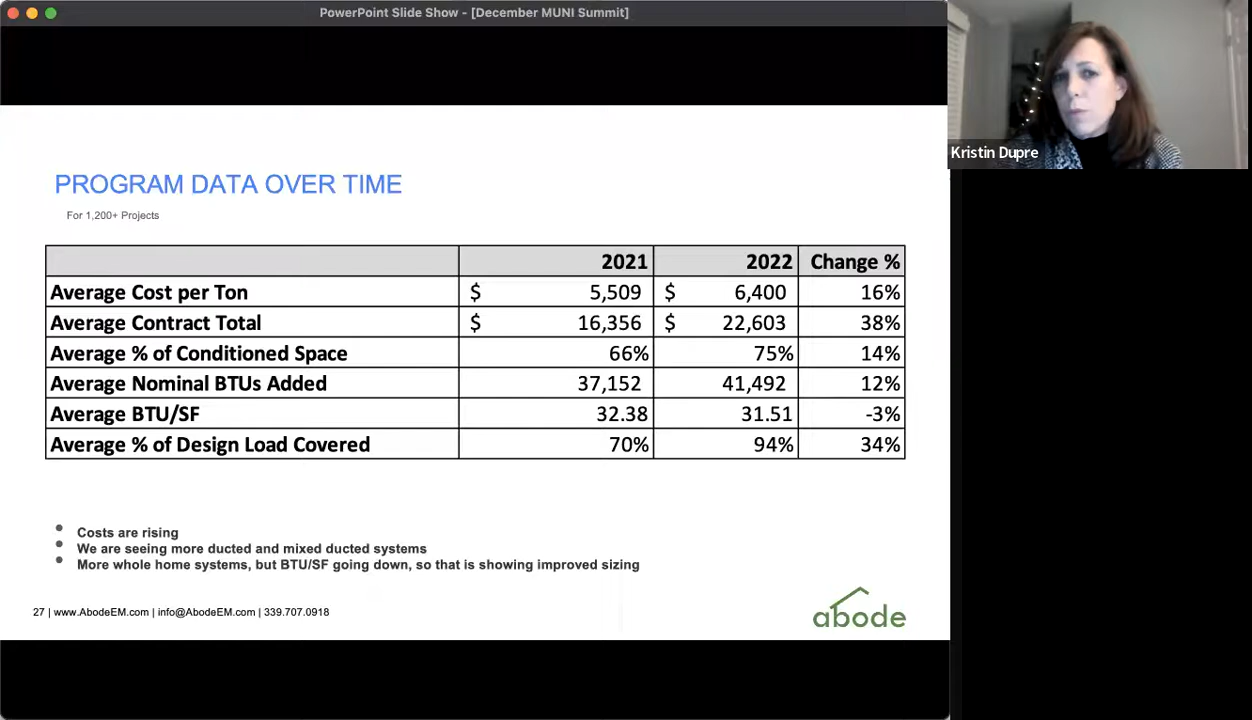 PowerPoint Slide Show - [December MUNI Summit]
Kristin Dupre
PROGRAM DATA OVER TIME
For 1,200+ Projects
2021 2022 Change %
Average Cost per Ton $ 5,509 $ 6,400 16%
Average Contract Total $ 16,356 $ 22,603 38%
Average % of Conditioned Space 66% 75% 14%
Average Nominal BTUs Added 37,152 41,492 12%
Average BTU/SF 32.38 31.51 -3%
Average % of Design Load Covered 70% 94% 34%
• Costs are rising
• We are seeing more ducted and mixed ducted systems
• More whole home systems, but BTU/SF going down, so that is showing improved sizing
27 | www.AbodeEM.com | info@AbodeEM.com | 339.707.0918
abode